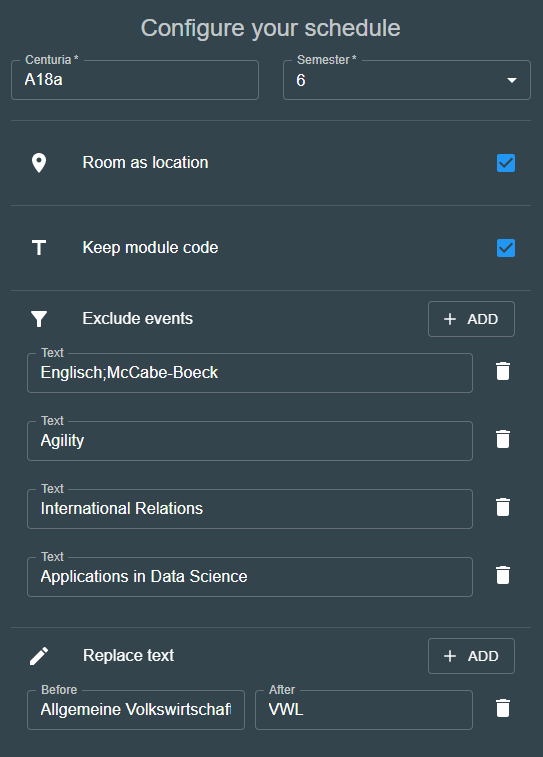 Configure your schedule
Centuria *
A18a
Semester *
6
Room as location
Keep module code
Exclude events
+ ADD
Text
Englisch;McCabe-Boeck
Text
Agility
Text
International Relations
Text
Applications in Data Science
Replace text
+ ADD
Before
Allgemeine Volkswirtschaf
After
VWL